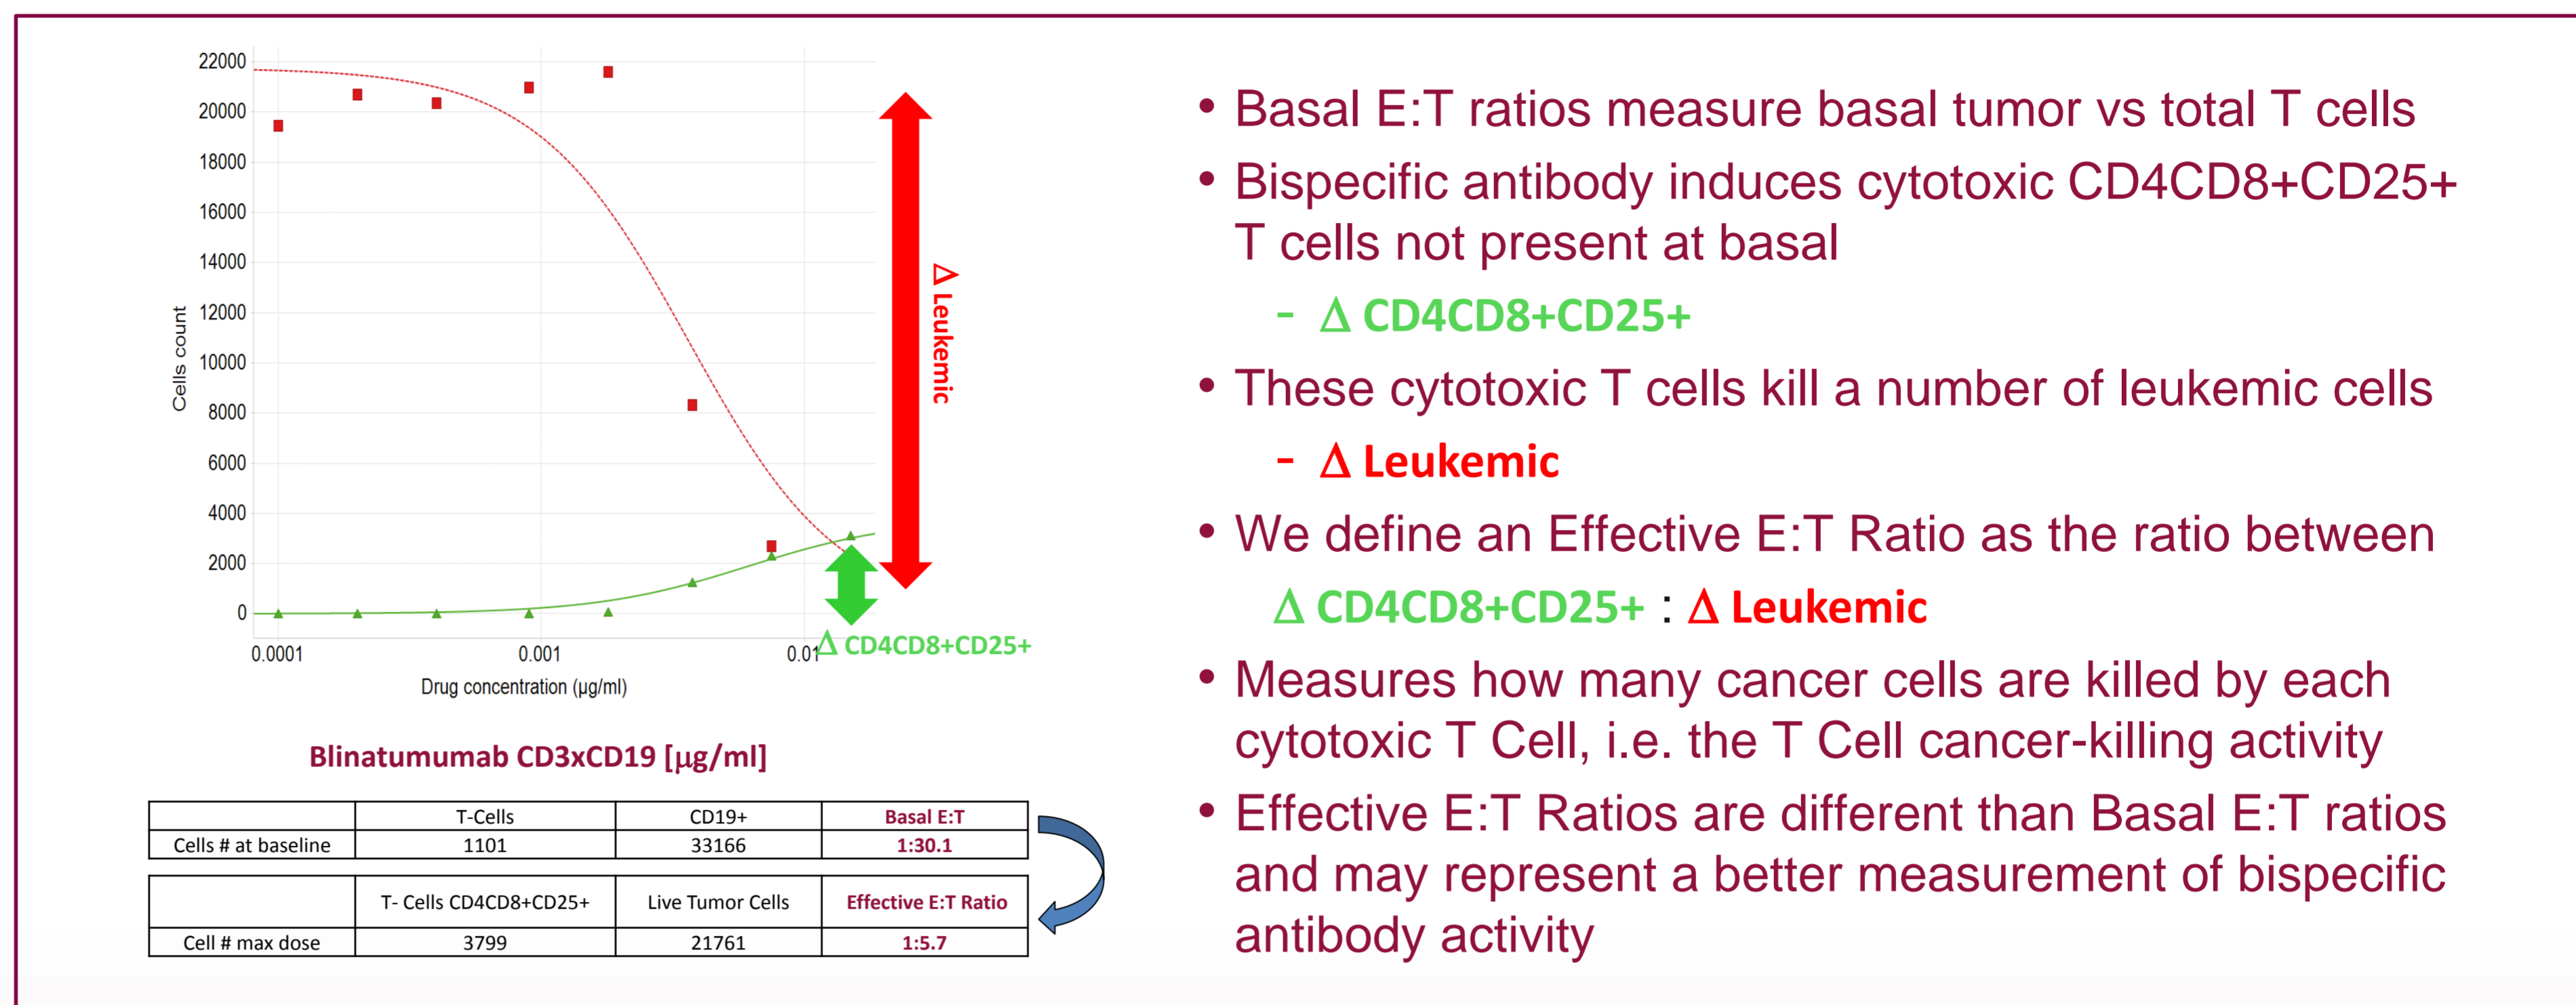 22000
20000
18000
16000
14000
12000
10000
8000
6000
4000
2000
0
Cells count
0.0001
0.001
0.01
Drug concentration (µg/ml)
Δ Leukemic
Δ CD4CD8+CD25+
Blinatumumab CD3xCD19 [µg/ml]
T-Cells CD19+ Basal E:T
Cells # at baseline 1101 33166 1:30.1
T- Cells CD4CD8+CD25+ Live Tumor Cells Effective E:T Ratio
Cell # max dose 3799 21761 1:5.7
• Basal E:T ratios measure basal tumor vs total T cells
• Bispecific antibody induces cytotoxic CD4CD8+CD25+
T cells not present at basal
- Δ CD4CD8+CD25+
• These cytotoxic T cells kill a number of leukemic cells
- Δ Leukemic
• We define an Effective E:T Ratio as the ratio between
Δ CD4CD8+CD25+ : Δ Leukemic
• Measures how many cancer cells are killed by each
cytotoxic T Cell, i.e. the T Cell cancer-killing activity
• Effective E:T Ratios are different than Basal E:T ratios
and may represent a better measurement of bispecific
antibody activity